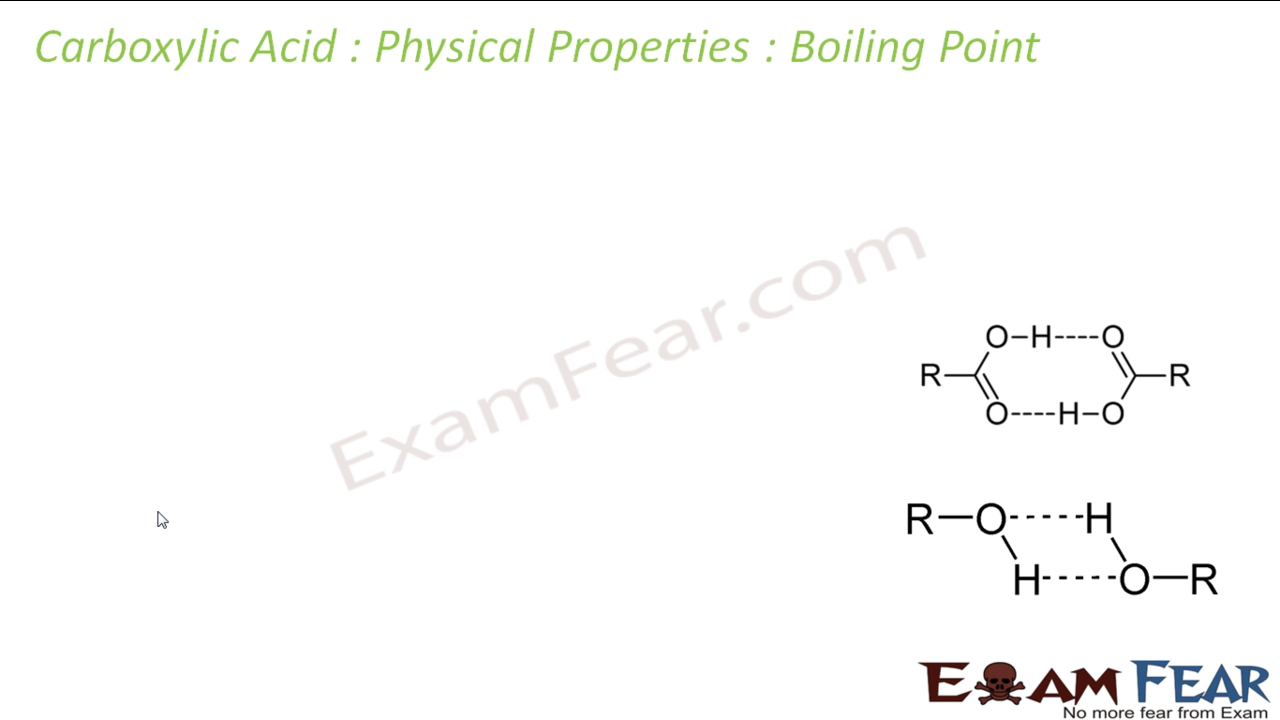 Carboxylic Acid : Physical Properties : Boiling Point
ExamFear.com
O–H----O
R
R
O----H–O
R–O-----H
H-----O–R
EXAM FEAR
No more fear from Exam